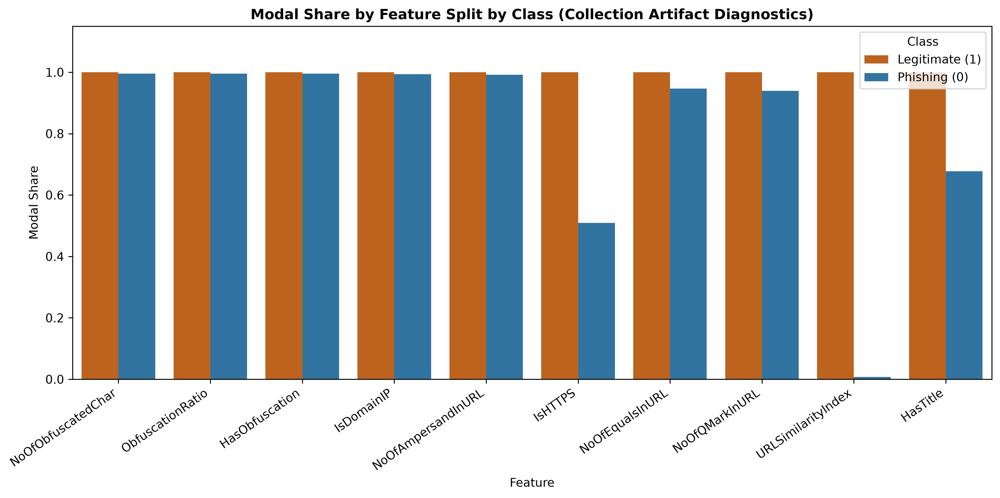 Modal Share by Feature Split by Class (Collection Artifact Diagnostics)
Class
Legitimate (1)
Phishing (0)
Modal Share
1.0
0.8
0.6
0.4
0.2
0.0
NoOfObfuscatedChar
ObfuscationRatio
HasObfuscation
IsDomainIP
NoOfAmpersandInURL
IsHTTPS
NoOfEqualsInURL
NoOfQMarkInURL
URLSimilarityIndex
HasTitle
Feature